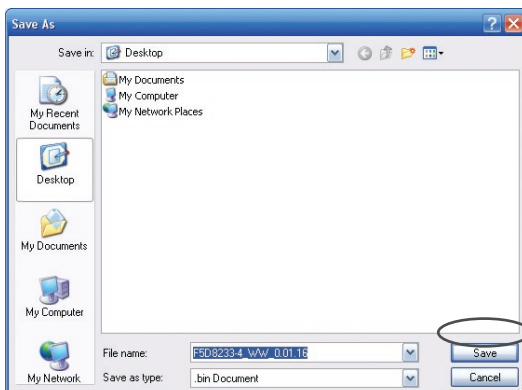 Save As
Save in: Desktop
My Recent
Documents
Desktop
My Documents
My Computer
My Network
My Documents
My Computer
My Network Places
File name: F5D8233-4_WW_0.01.16
Save
Save as type: .bin Document
Cancel